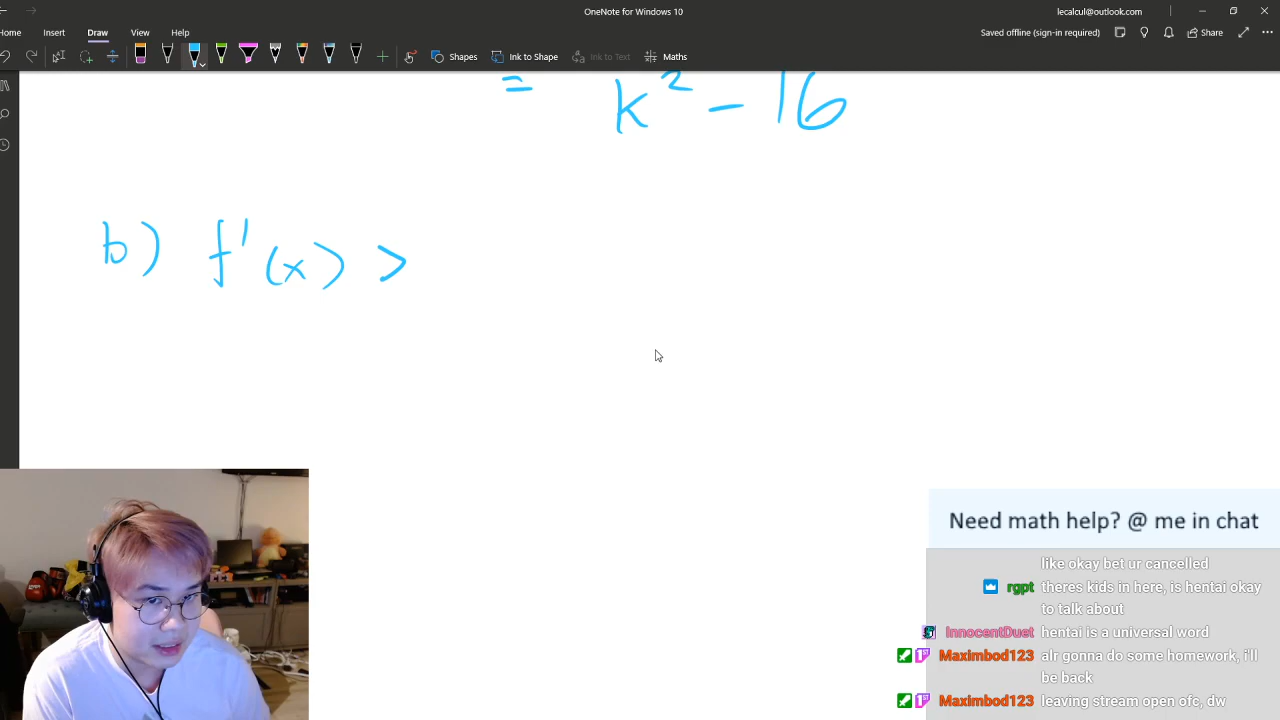 OneNote for Windows 10
lecalcul@outlook.com
Home Insert Draw View Help
Saved offline (sign-in required) Share
Shapes Ink to Shape Ink to Text Maths
= k² - 16
b) f'(x) >
Need math help? @ me in chat
like okay bet ur cancelled
rgpt theres kids in here, is hentai okay
to talk about
InnocentDuet hentai is a universal word
Maximbod123 alr gonna do some homework, i'll
be back
Maximbod123 leaving stream open ofc, dw